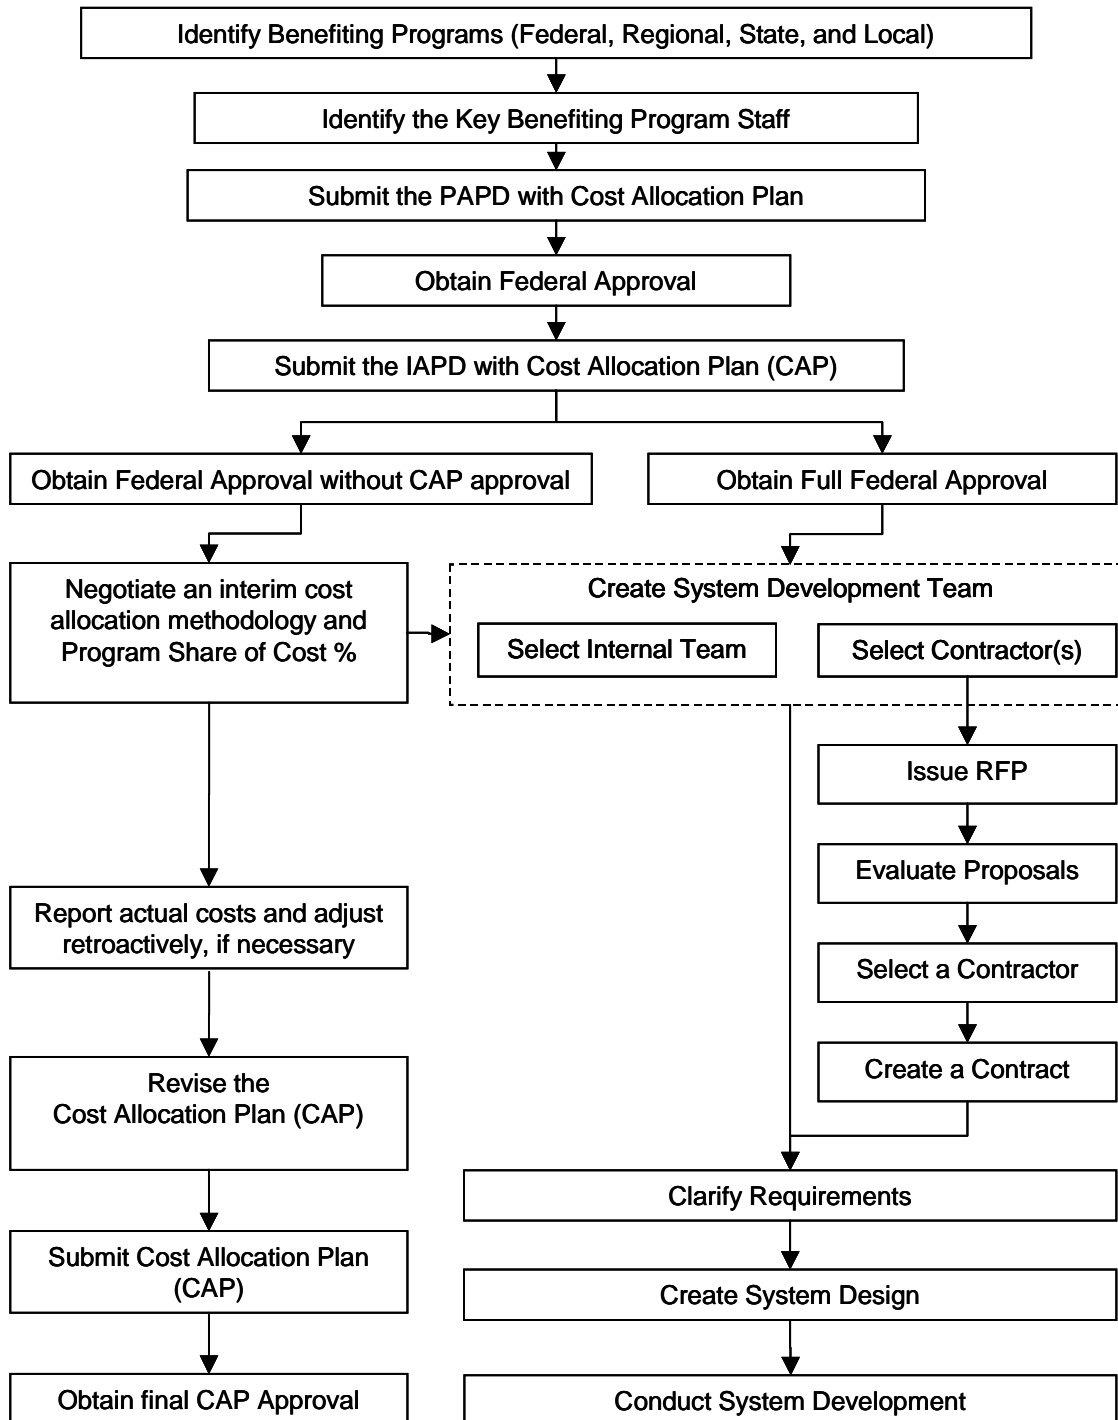 Identify Benefiting Programs (Federal, Regional, State, and Local)
Identify the Key Benefiting Program Staff
Submit the PAPD with Cost Allocation Plan
Obtain Federal Approval
Submit the IAPD with Cost Allocation Plan (CAP)
Obtain Federal Approval without CAP approval
Obtain Full Federal Approval
Negotiate an interim cost
allocation methodology and
Program Share of Cost %
Create System Development Team
Select Internal Team
Select Contractor(s)
Issue RFP
Evaluate Proposals
Report actual costs and adjust
retroactively, if necessary
Select a Contractor
Create a Contract
Revise the
Cost Allocation Plan (CAP)
Clarify Requirements
Submit Cost Allocation Plan
(CAP)
Create System Design
Obtain final CAP Approval
Conduct System Development